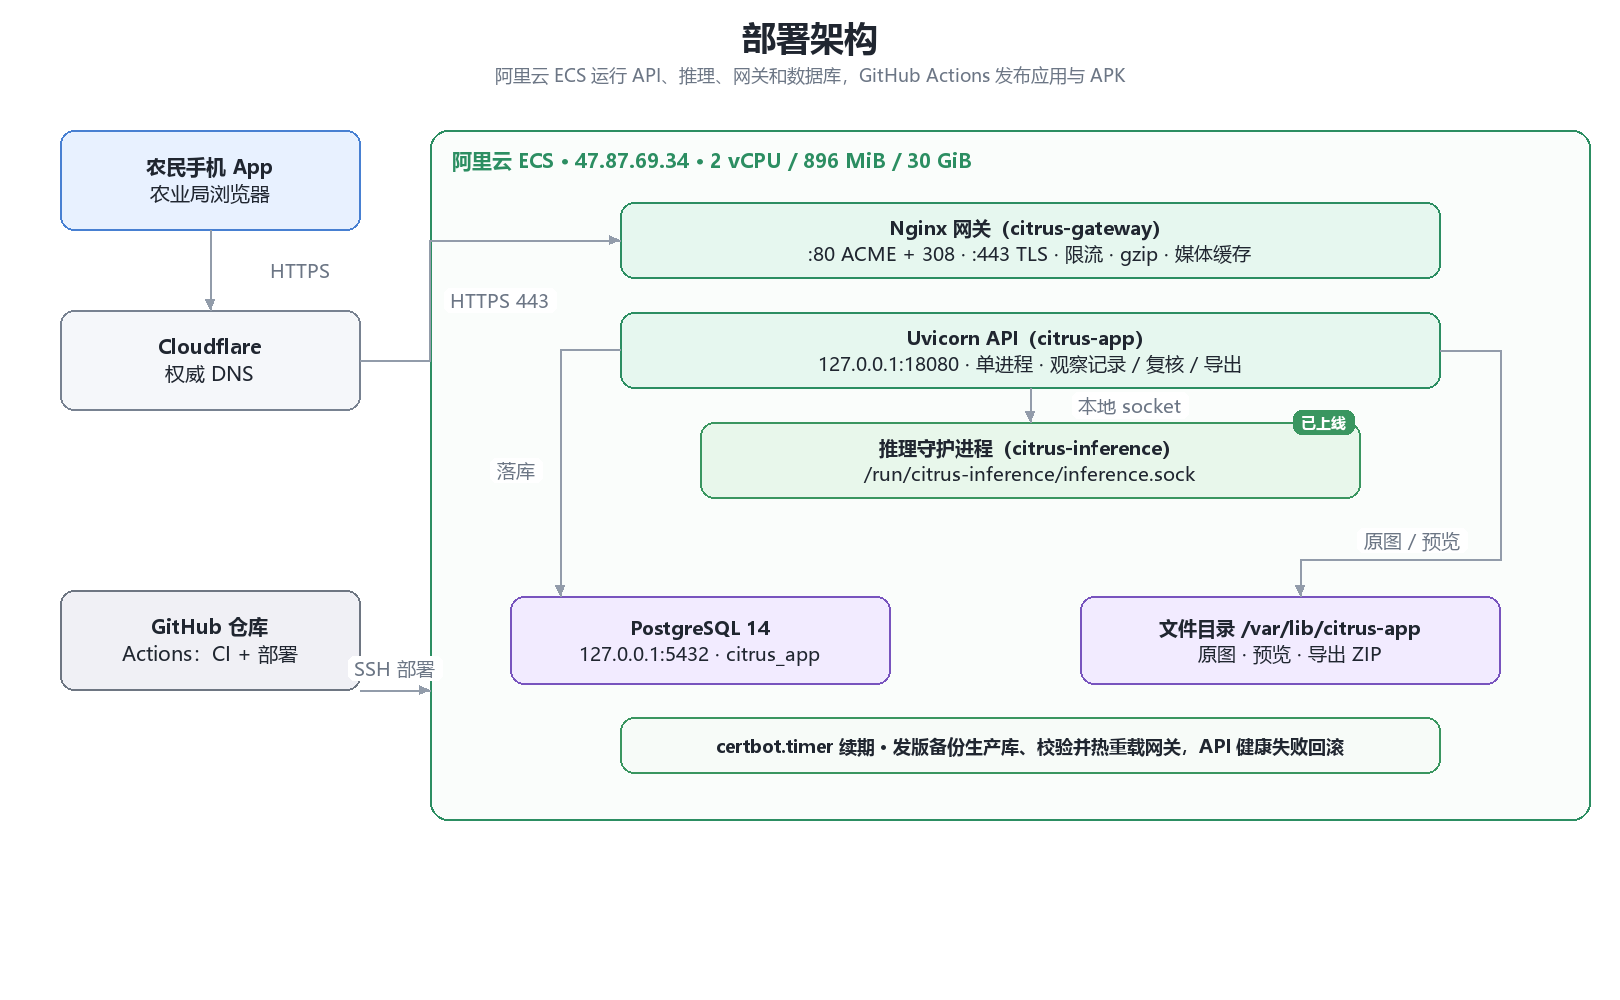 部署架构
阿里云 ECS 运行 API、推理、网关和数据库，GitHub Actions 发布应用与 APK
农民手机 App
农业局浏览器
HTTPS
Cloudflare
权威 DNS
HTTPS 443
阿里云 ECS • 47.87.69.34 • 2 vCPU / 896 MiB / 30 GiB
Nginx 网关（citrus-gateway）
:80 ACME + 308 · :443 TLS · 限流 · gzip · 媒体缓存
Uvicorn API（citrus-app）
127.0.0.1:18080 · 单进程 · 观察记录 / 复核 / 导出
本地 socket
已上线
推理守护进程（citrus-inference）
/run/citrus-inference/inference.sock
落库
原图 / 预览
GitHub 仓库
Actions：CI + 部署
SSH 部署
PostgreSQL 14
127.0.0.1:5432 · citrus_app
文件目录 /var/lib/citrus-app
原图 · 预览 · 导出 ZIP
certbot.timer 续期 • 发版备份生产库、校验并热重载网关，API 健康失败回滚